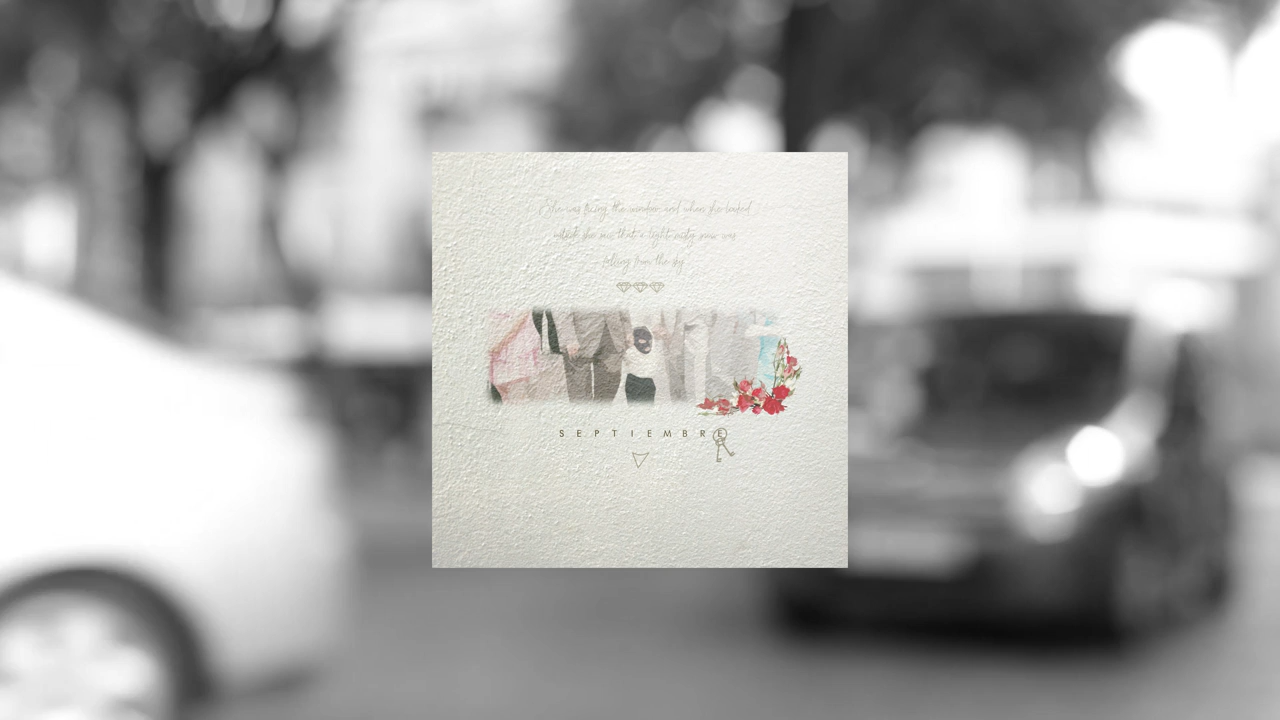 She was facing the window and when she looked
outside she saw that a light misty snow was
falling from the sky
SEPTIEMBRE